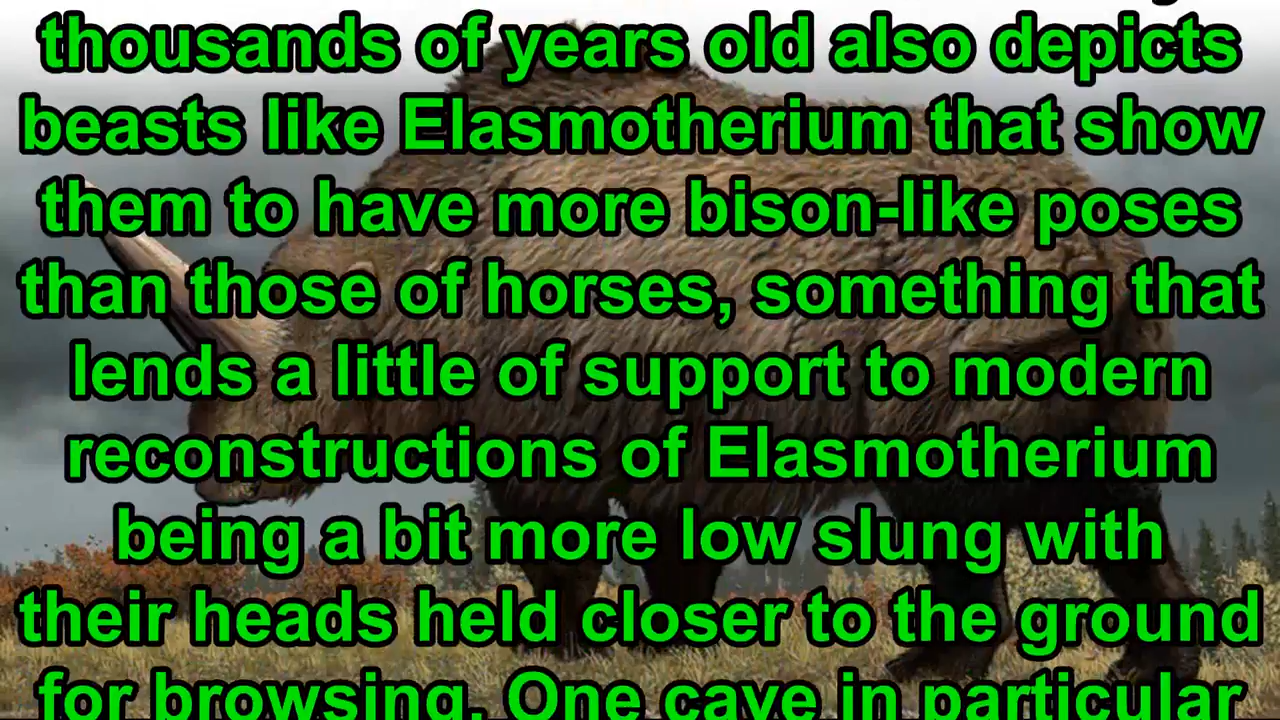 thousands of years old also depicts
beasts like Elasmotherium that show
them to have more bison-like poses
than those of horses, something that
lends a little of support to modern
reconstructions of Elasmotherium
being a bit more low slung with
their heads held closer to the ground
for browsing. One cave in particular